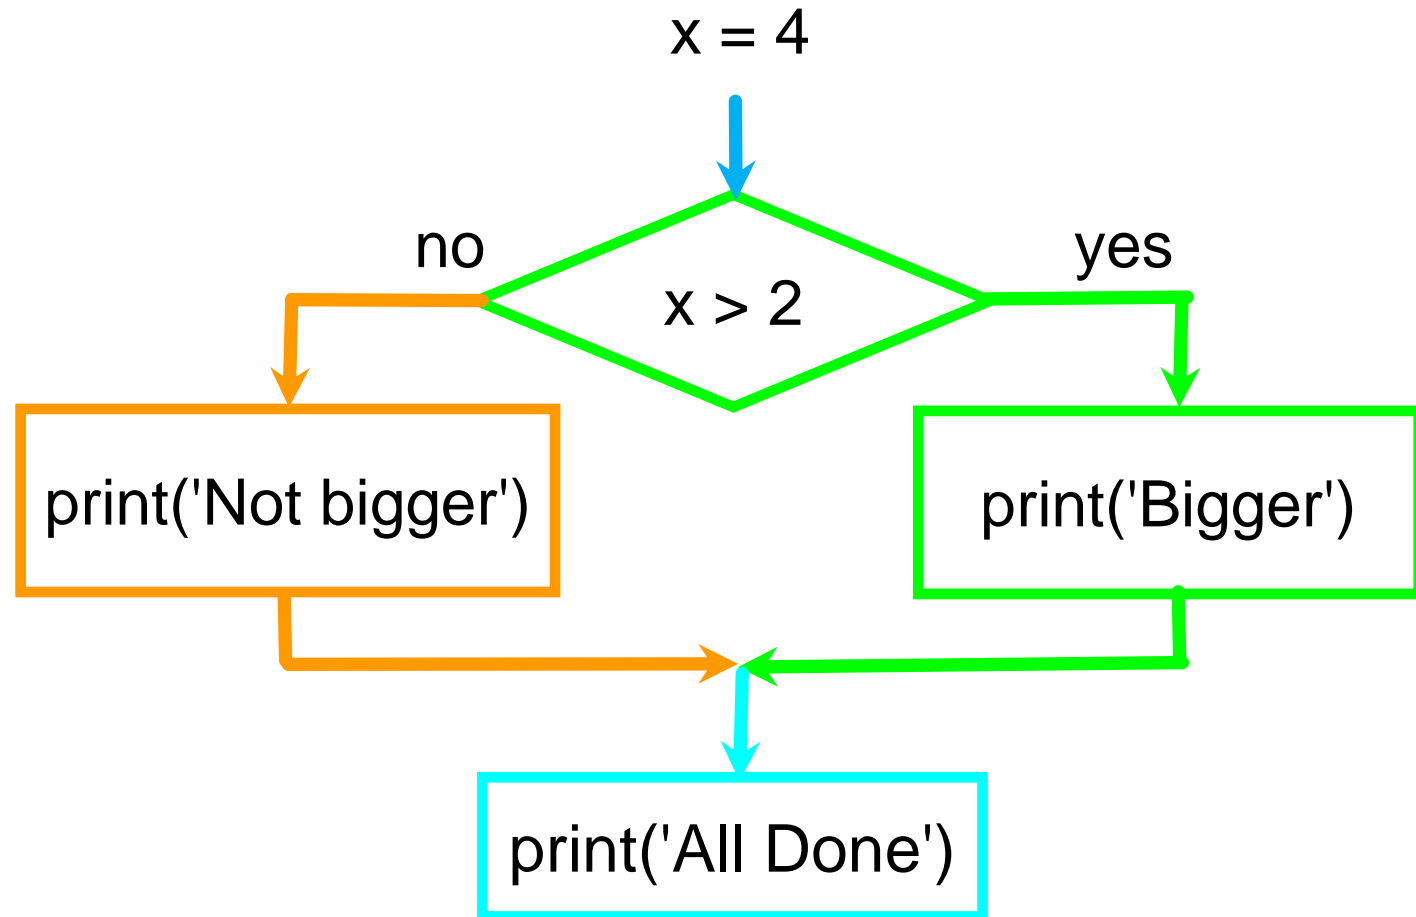 x = 4
no
yes
x > 2
print('Not bigger')
print('Bigger')
print('All Done')